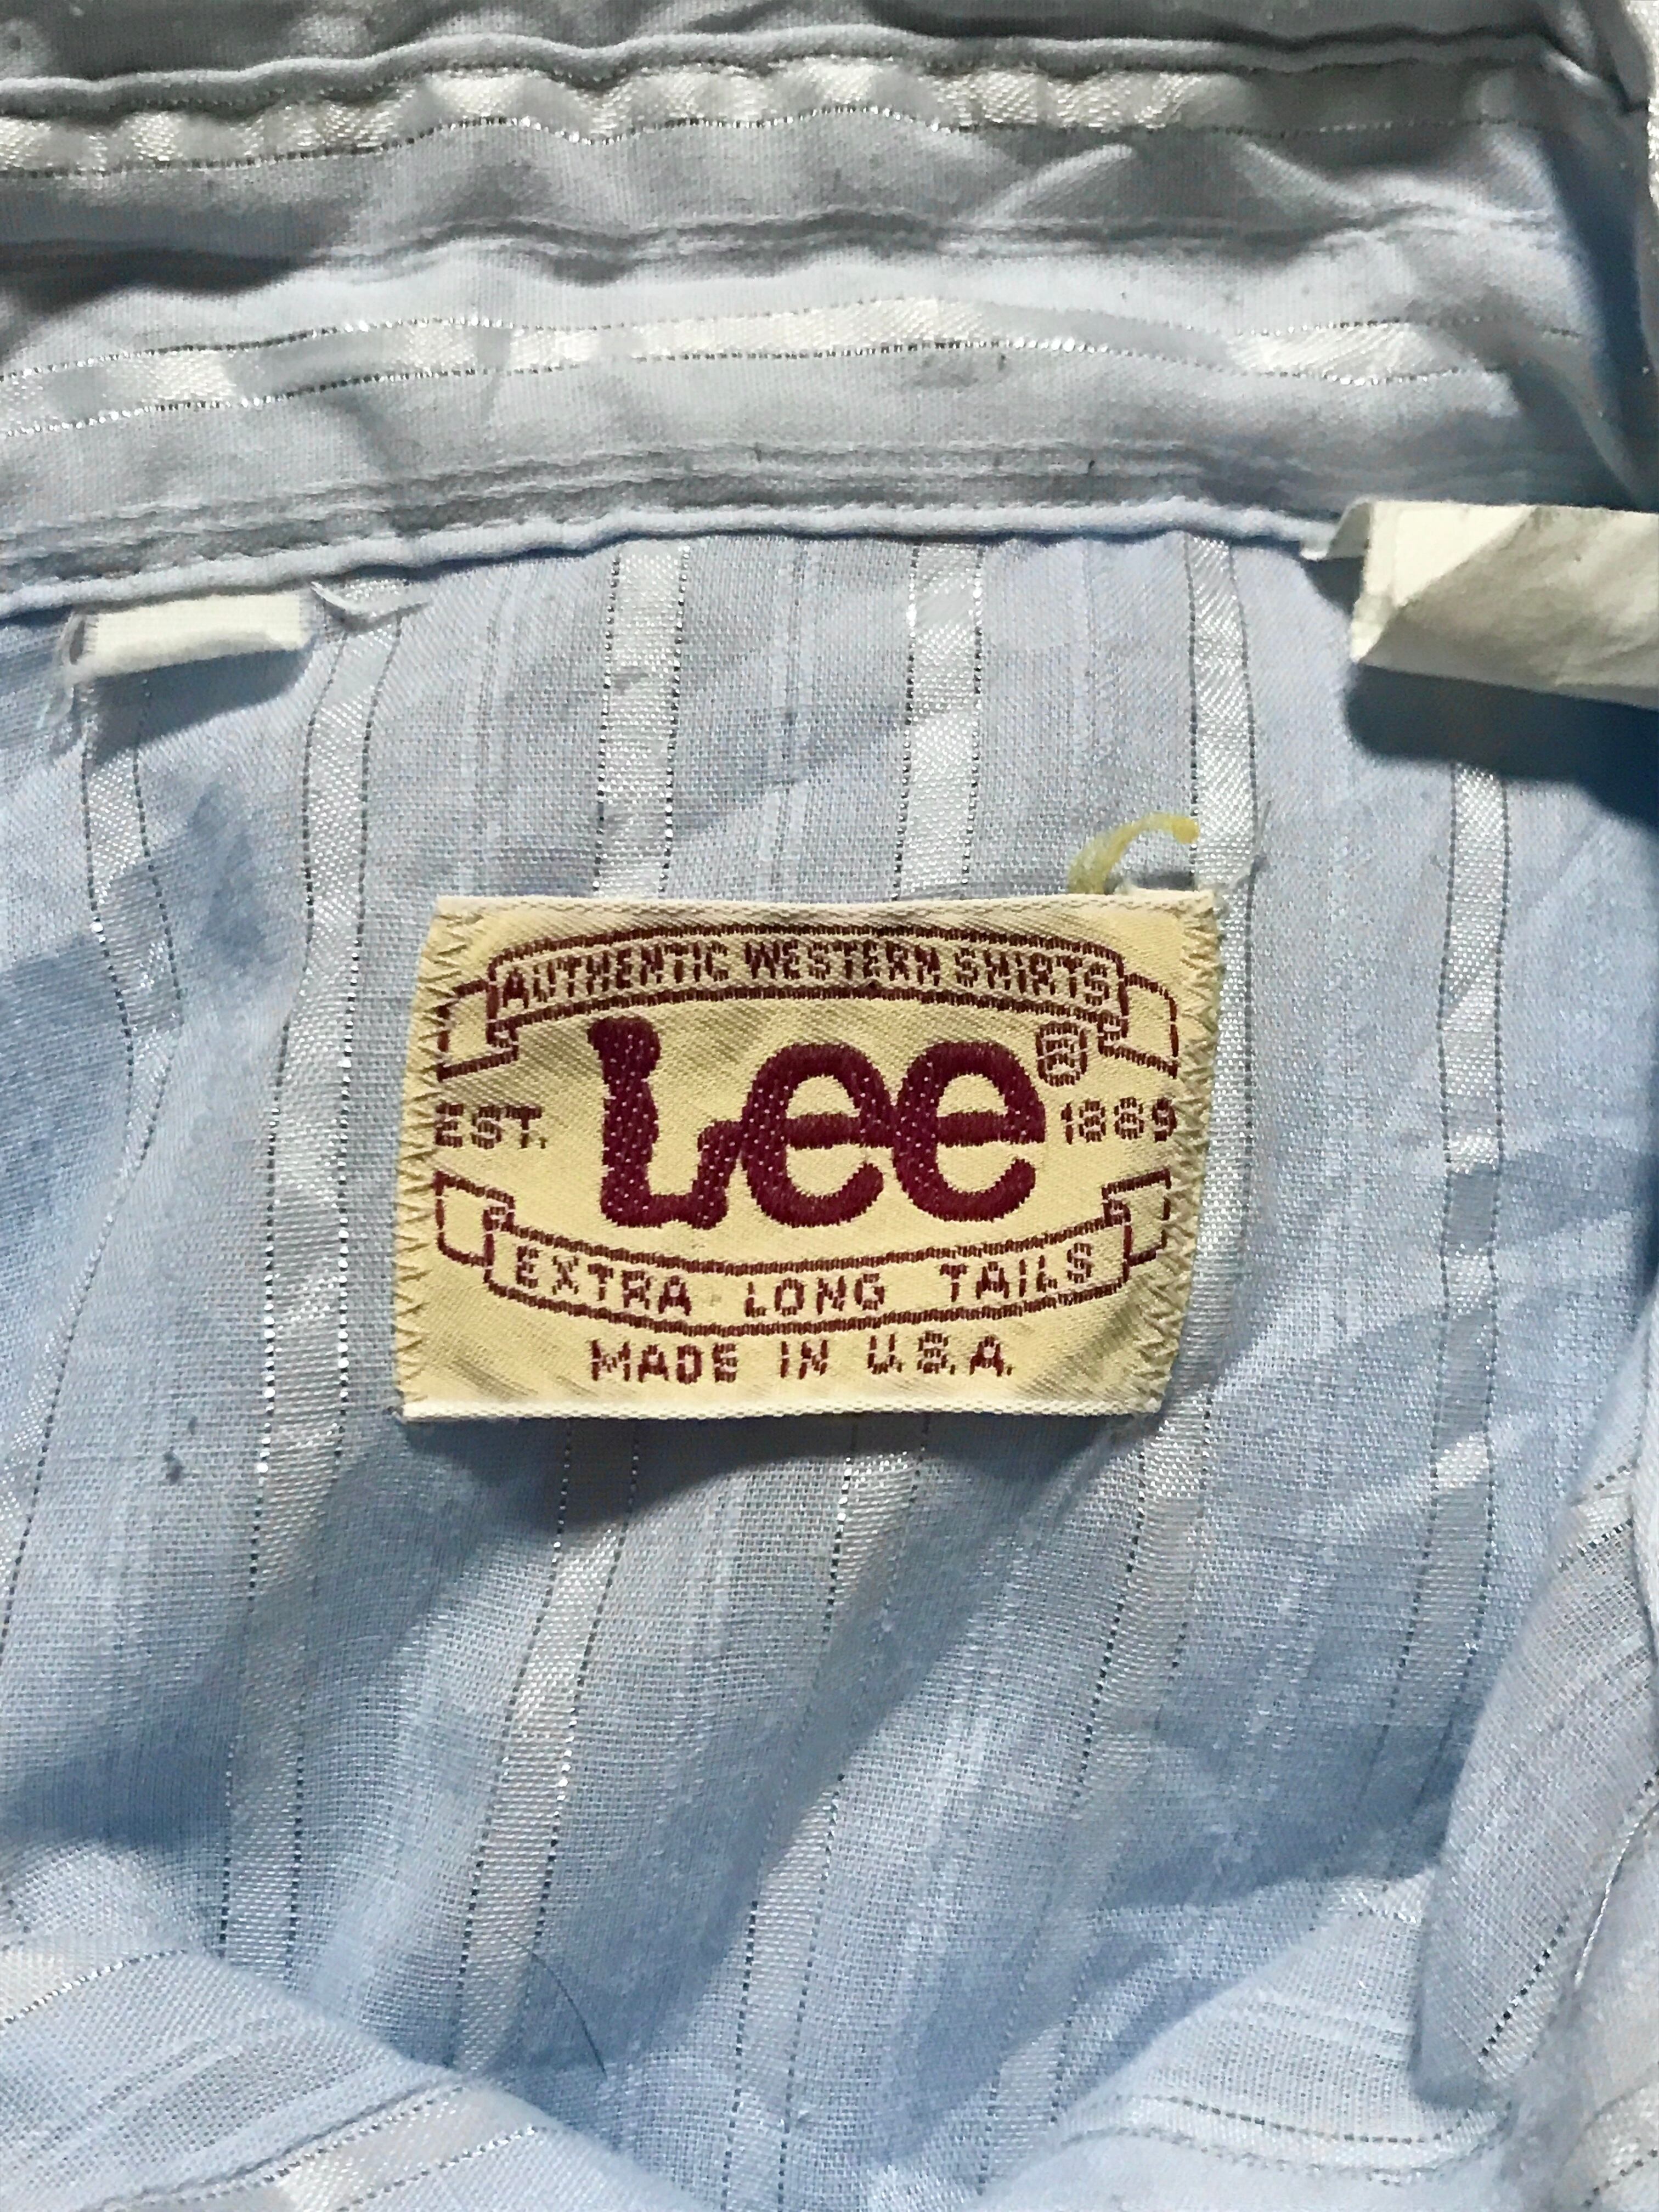 AUTHENTIC WESTERN SHIRTS
Lee®
EST. 1889
EXTRA LONG TAILS
MADE IN U.S.A.